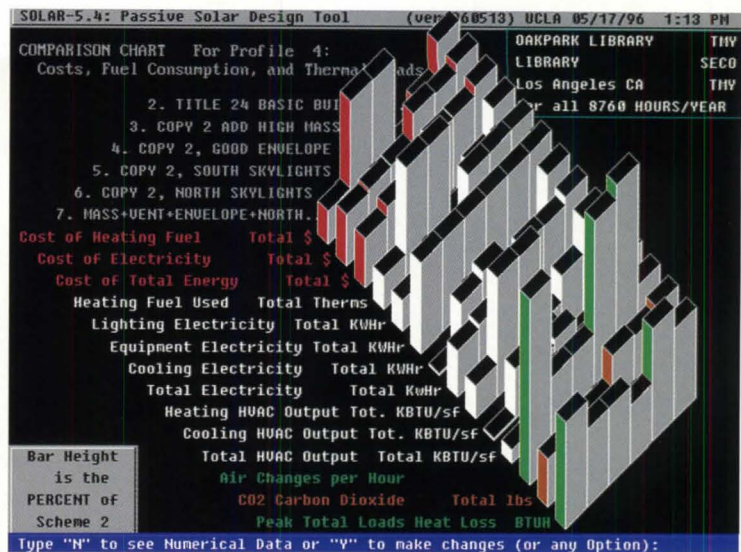 SOLAR-5.4: Passive Solar Design Tool (ver 060513) UCLA 05/17/96 1:13 PM
OAKPARK LIBRARY TMY
LIBRARY SECO
Los Angeles CA TMY
for all 8760 HOURS/YEAR
COMPARISON CHART For Profile 4:
Costs, Fuel Consumption, and Thermal Loads
2. TITLE 24 BASIC BUI
3. COPY 2 ADD HIGH MASS
4. COPY 2, GOOD ENVELOPE
5. COPY 2, SOUTH SKYLIGHTS
6. COPY 2, NORTH SKYLIGHTS
7. MASS+VENT+ENVELOPE+NORTH..
Cost of Heating Fuel Total $
Cost of Electricity Total $
Cost of Total Energy Total $
Heating Fuel Used Total Therms
Lighting Electricity Total KWHr
Equipment Electricity Total KWHr
Cooling Electricity Total KWHr
Total Electricity Total KwHr
Heating HVAC Output Tot. KBTU/sf
Cooling HVAC Output Tot. KBTU/sf
Total HVAC Output Tot. KBTU/sf
Air Changes per Hour
CO2 Carbon Dioxide Total lbs
Peak Total Loads Heat Loss BTUH
Bar Height
is the
PERCENT of
Scheme 2
Type "N" to see Numerical Data or "Y" to make changes (or any Option):